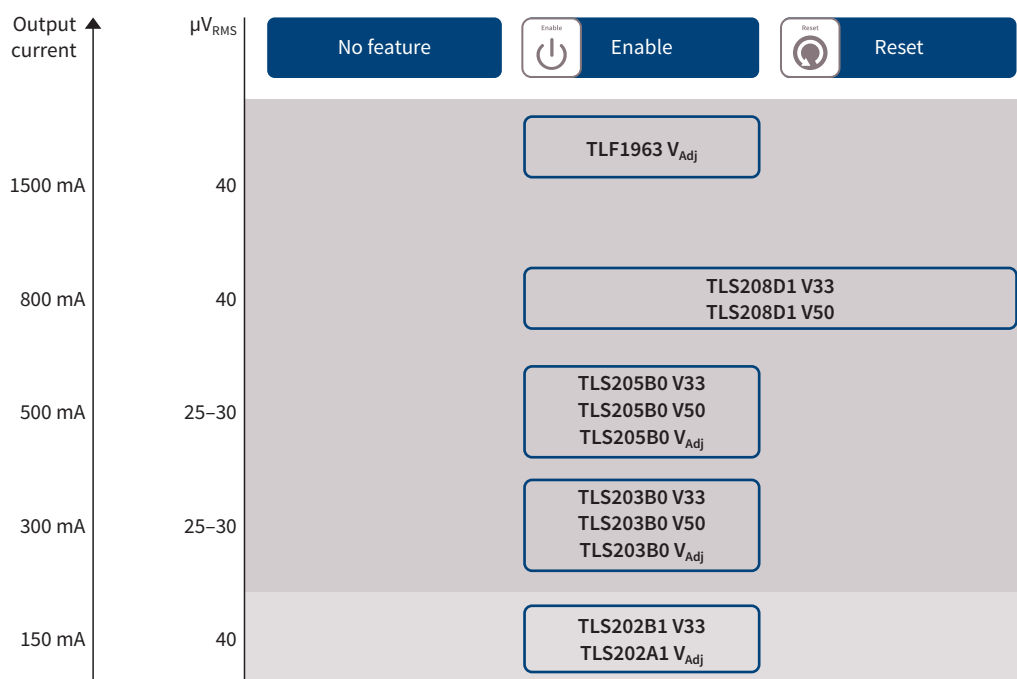 Output current
μVRMS
No feature
Enable
Enable
Reset
Reset
TLF1963 VAdj
1500 mA
40
TLS208D1 V33
800 mA
40
TLS208D1 V50
TLS205B0 V33
500 mA
25–30
TLS205B0 V50
TLS205B0 VAdj
TLS203B0 V33
300 mA
25–30
TLS203B0 V50
TLS203B0 VAdj
TLS202B1 V33
150 mA
40
TLS202A1 VAdj